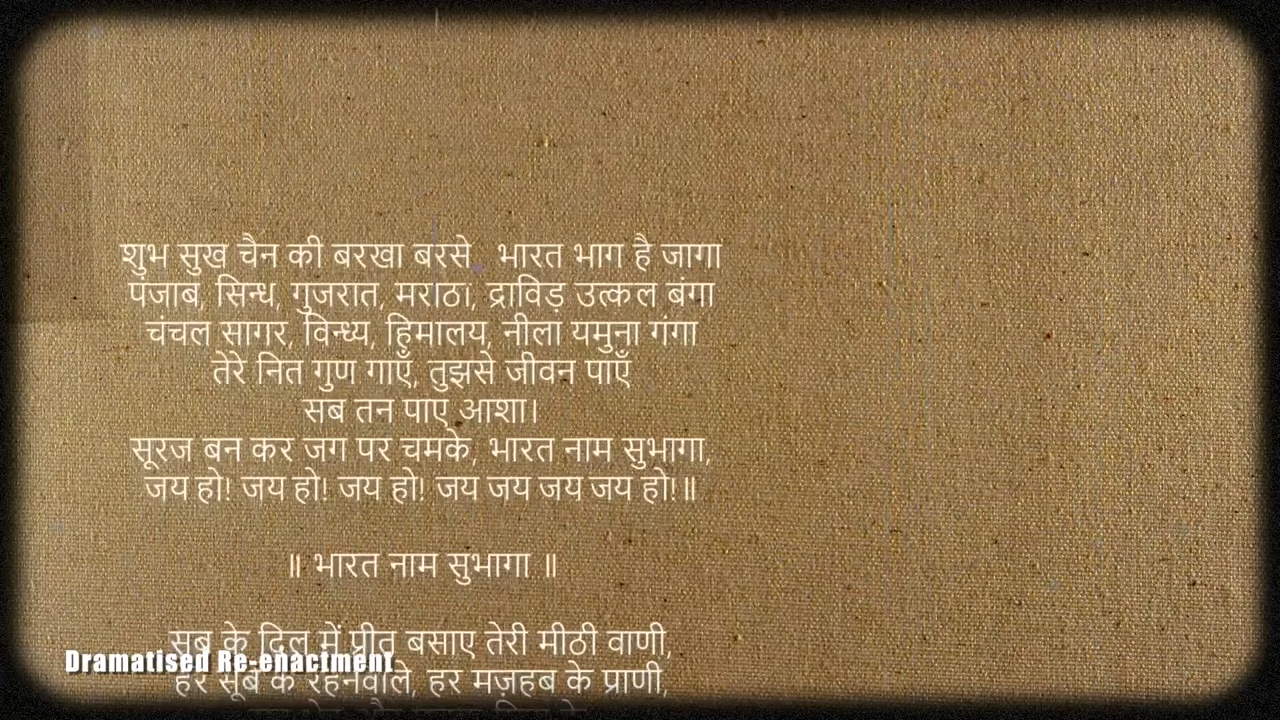 शुभ सुख चैन की बरखा बरसे भारत भाग है जागा
पंजाब, सिन्ध, गुजरात, मराठा, द्राविड़ उत्कल बंगा
चंचल सागर, विन्ध्य, हिमालय, नीला यमुना गंगा
तेरे नित गुण गाएँ, तुझसे जीवन पाएँ
सब तन पाए आशा।
सूरज बन कर जग पर चमके, भारत नाम सुभागा,
जय हो! जय हो! जय हो! जय जय जय जय हो!॥
॥ भारत नाम सुभागा ॥
सब के दिल में प्रीत बसाए तेरी मीठी वाणी,
Dramatised Re-enactment
हर सूबे के रहनेवाले, हर मज़हब के प्राणी,